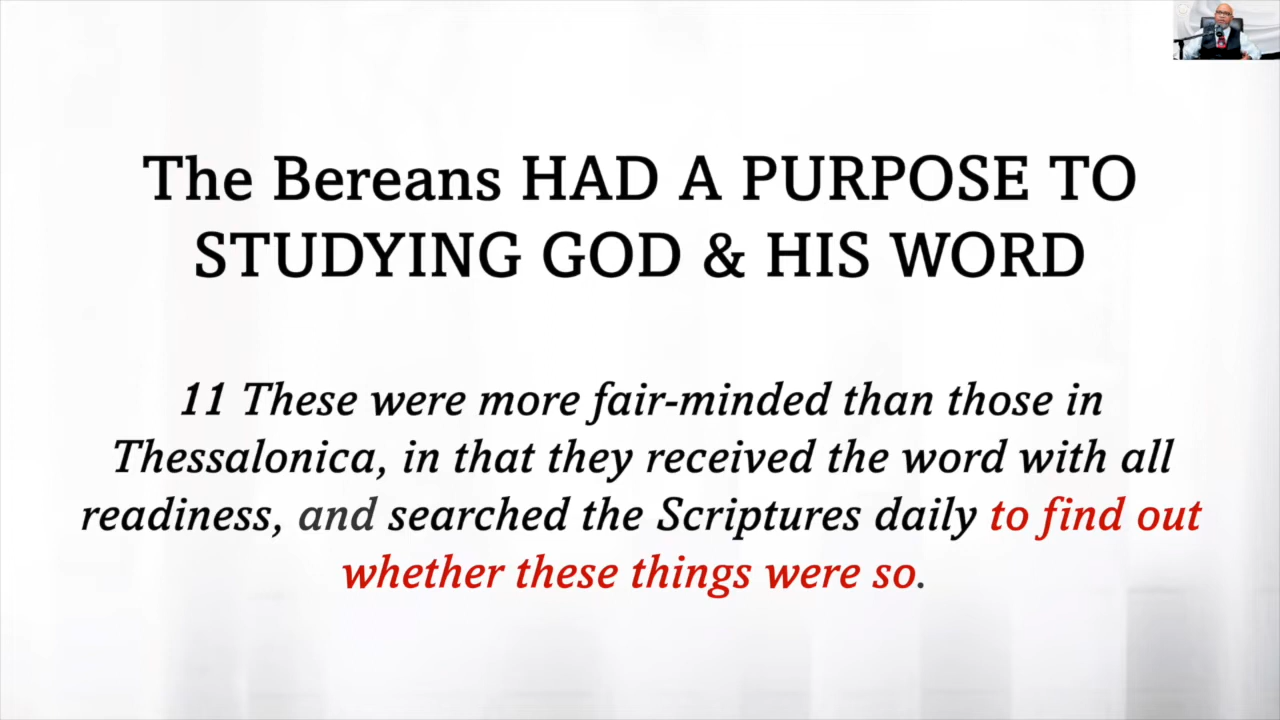 The Bereans HAD A PURPOSE TO
STUDYING GOD & HIS WORD
11 These were more fair-minded than those in
Thessalonica, in that they received the word with all
readiness, and searched the Scriptures daily to find out
whether these things were so.